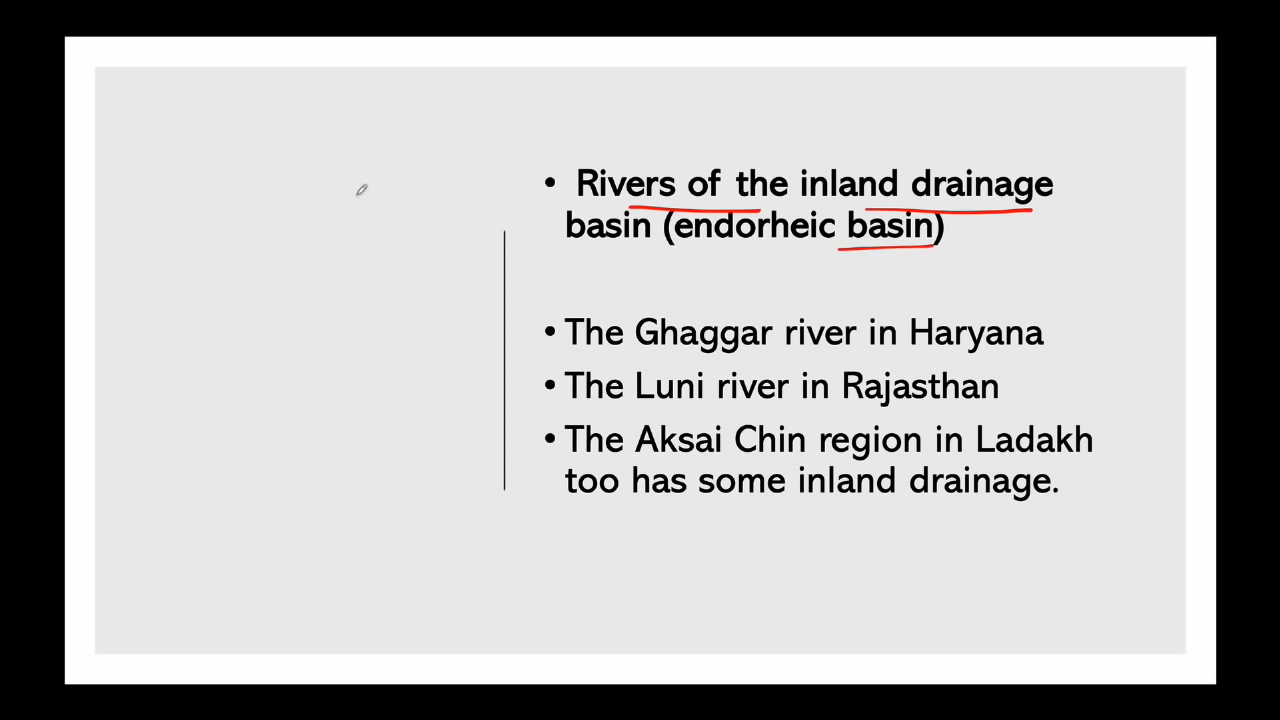 • Rivers of the inland drainage
basin (endorheic basin)
• The Ghaggar river in Haryana
• The Luni river in Rajasthan
• The Aksai Chin region in Ladakh
too has some inland drainage.